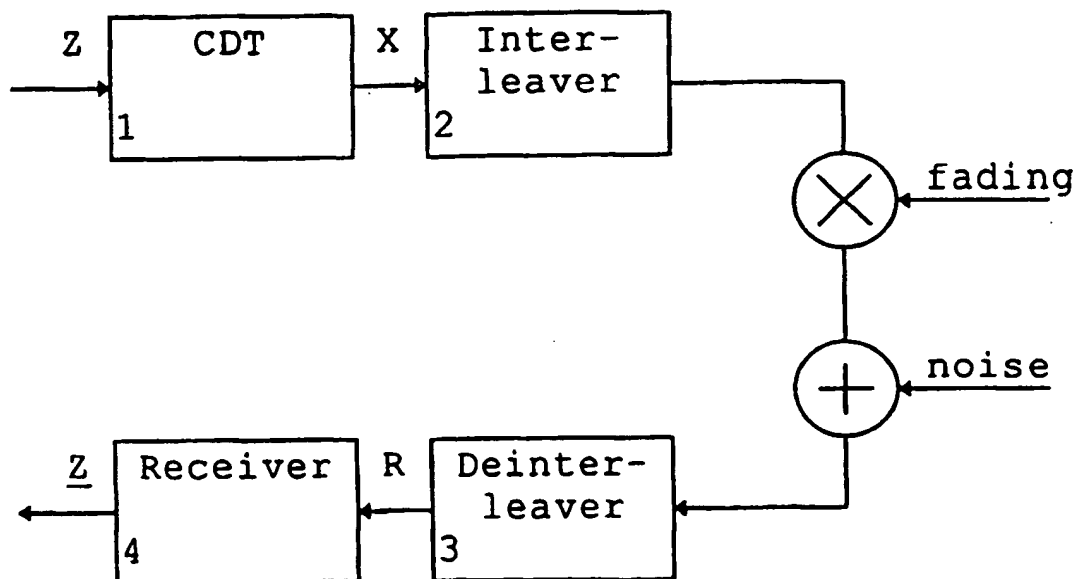 Z
CDT
1
X
Inter-
leaver
2
fading
noise
Z
Receiver
4
R
Deinter-
leaver
3